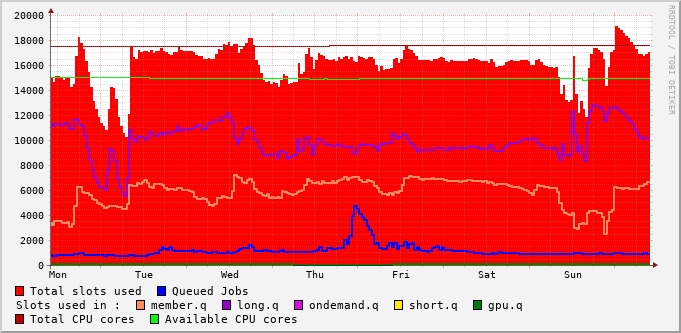 20000
18000
16000
14000
12000
10000
8000
6000
4000
2000
0
Mon Tue Wed Thu Fri Sat Sun
RRDTOOL / TOBI OETIKER
Total slots used Queued Jobs
Slots used in : member.q long.q ondemand.q short.q gpu.q
Total CPU cores Available CPU cores